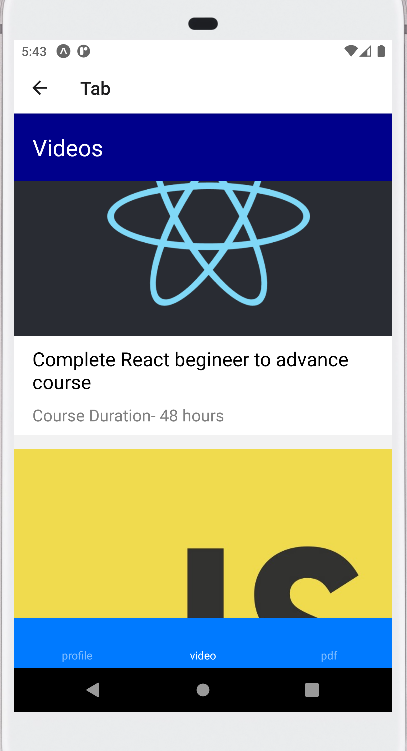 5:43
Tab
Videos
Complete React begineer to advance
course
Course Duration- 48 hours
JS
profile
video
pdf